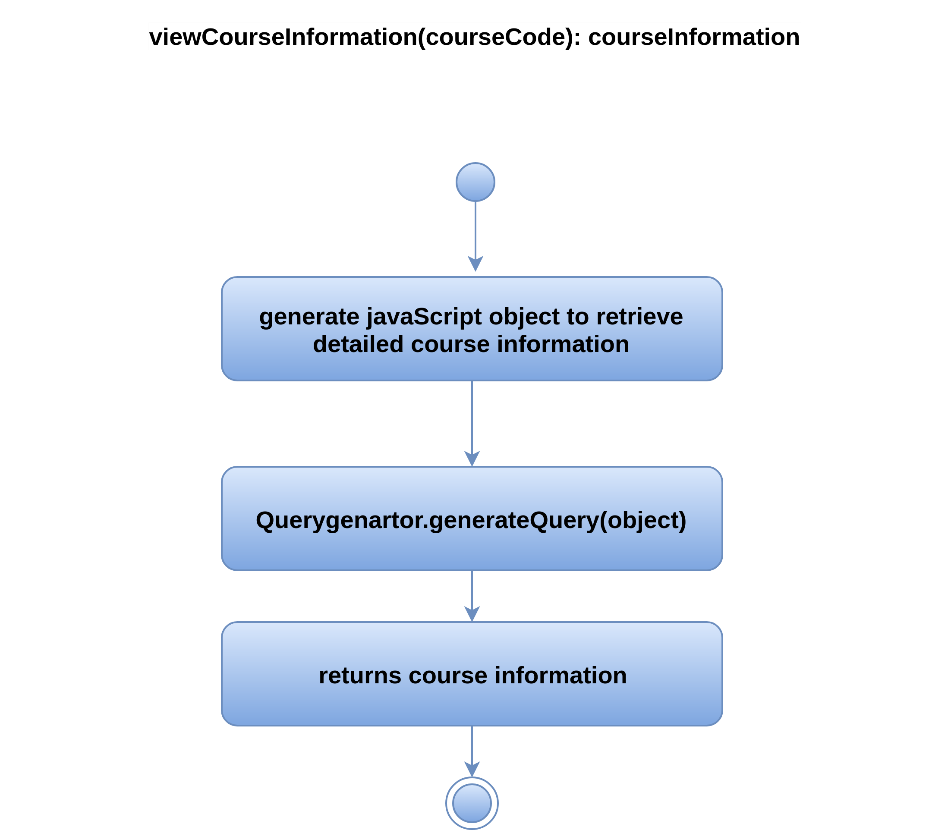 viewCourseInformation(courseCode): courseInformation
generate javaScript object to retrieve
detailed course information
Querygenartor.generateQuery(object)
returns course information